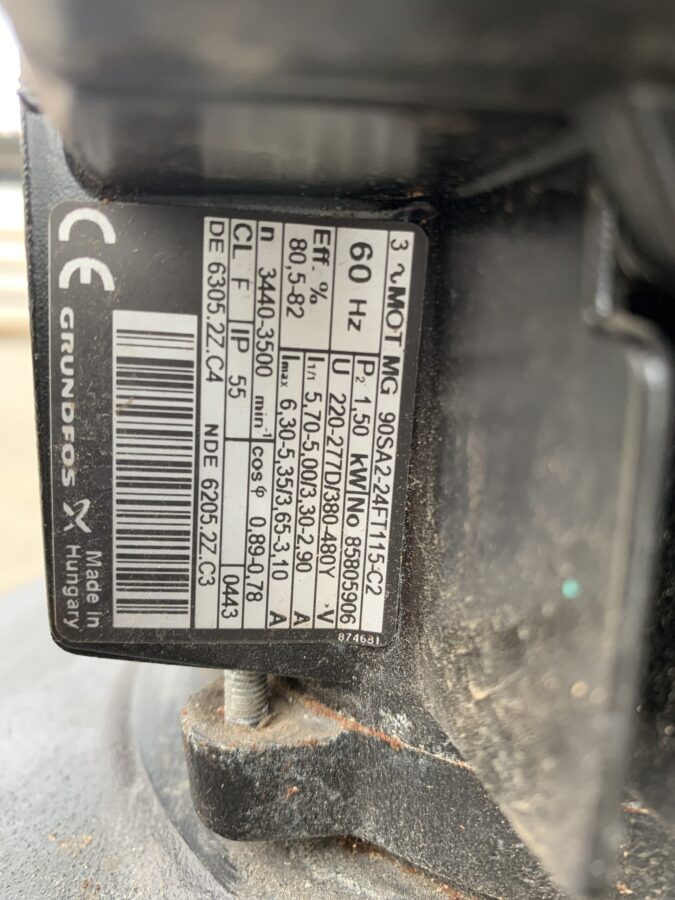 3 ~MOT MG 90SA2-24FT115-C2
60 Hz P2 1,50 kW/No 85805906
U 220-277D/380-480Y V
Eff. % I1/1 5,70-5,00/3,30-2,90 A
80,5-82 Imax 6,30-5,35/3,65-3,10 A
n 3440-3500 min-1 cos φ 0,89-0,78
CL F IP 55 0443
DE 6305.2Z.C4 NDE 6205.2Z.C3
874681
CE GRUNDFOS Made in
Hungary